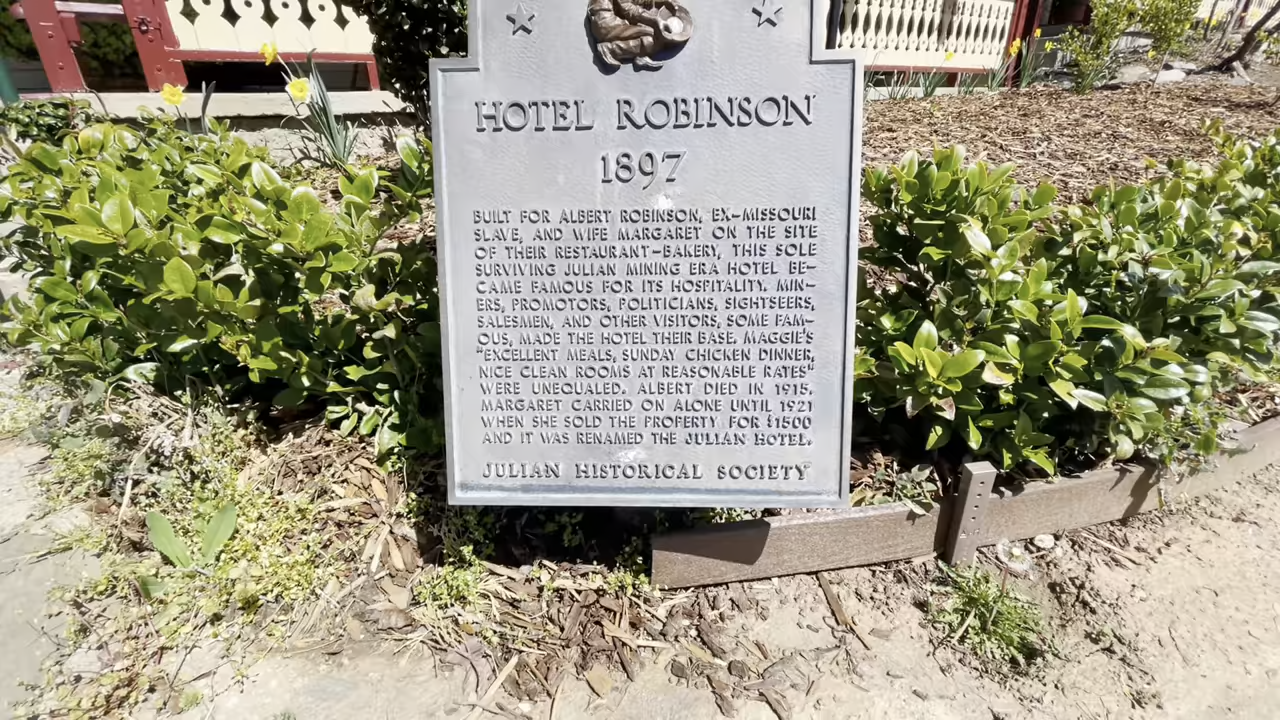 HOTEL ROBINSON
1897
BUILT FOR ALBERT ROBINSON, EX-MISSOURI
SLAVE, AND WIFE MARGARET ON THE SITE
OF THEIR RESTAURANT-BAKERY, THIS SOLE
SURVIVING JULIAN MINING ERA HOTEL BE-
CAME FAMOUS FOR ITS HOSPITALITY. MIN-
ERS, PROMOTORS, POLITICIANS, SIGHTSEERS,
SALESMEN, AND OTHER VISITORS, SOME FAM-
OUS, MADE THE HOTEL THEIR BASE. MAGGIE'S
"EXCELLENT MEALS, SUNDAY CHICKEN DINNER,
NICE CLEAN ROOMS AT REASONABLE RATES"
WERE UNEQUALED. ALBERT DIED IN 1915.
MARGARET CARRIED ON ALONE UNTIL 1921
WHEN SHE SOLD THE PROPERTY FOR $1500
AND IT WAS RENAMED THE JULIAN HOTEL.
JULIAN HISTORICAL SOCIETY